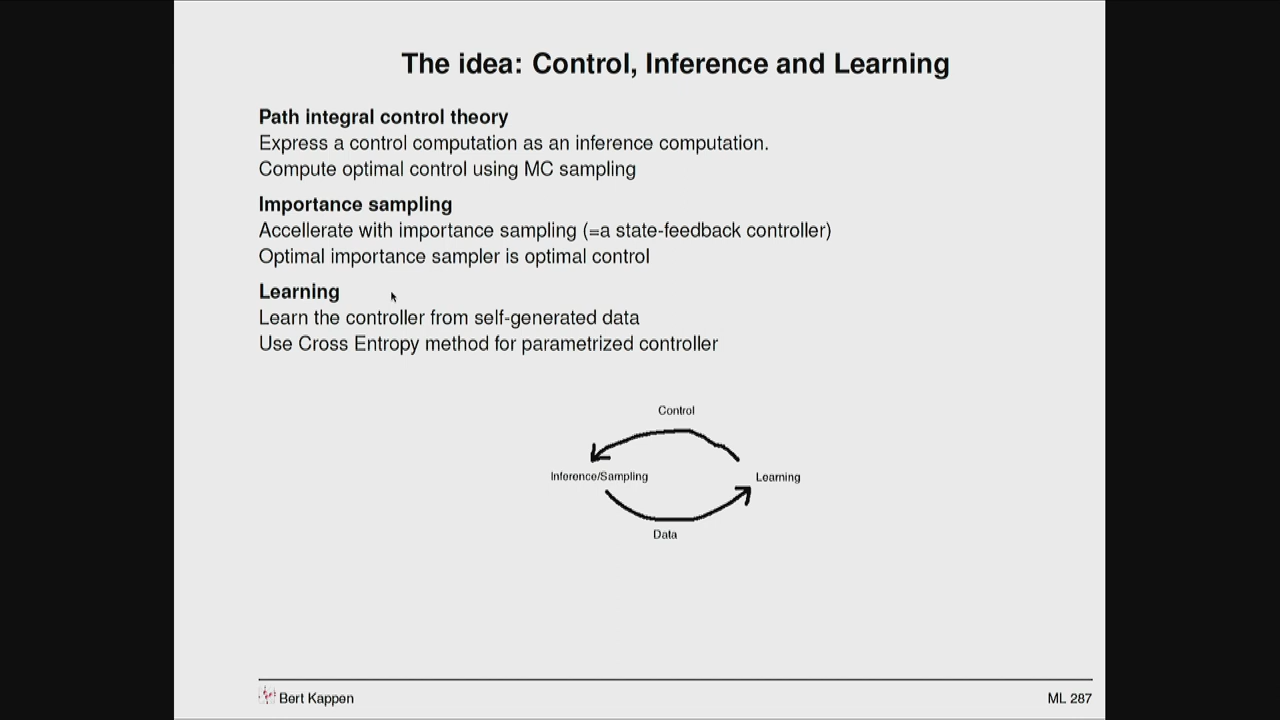 The idea: Control, Inference and Learning
Path integral control theory
Express a control computation as an inference computation.
Compute optimal control using MC sampling
Importance sampling
Accellerate with importance sampling (=a state-feedback controller)
Optimal importance sampler is optimal control
Learning
Learn the controller from self-generated data
Use Cross Entropy method for parametrized controller
Control
Inference/Sampling
Learning
Data
Bert Kappen
ML 287